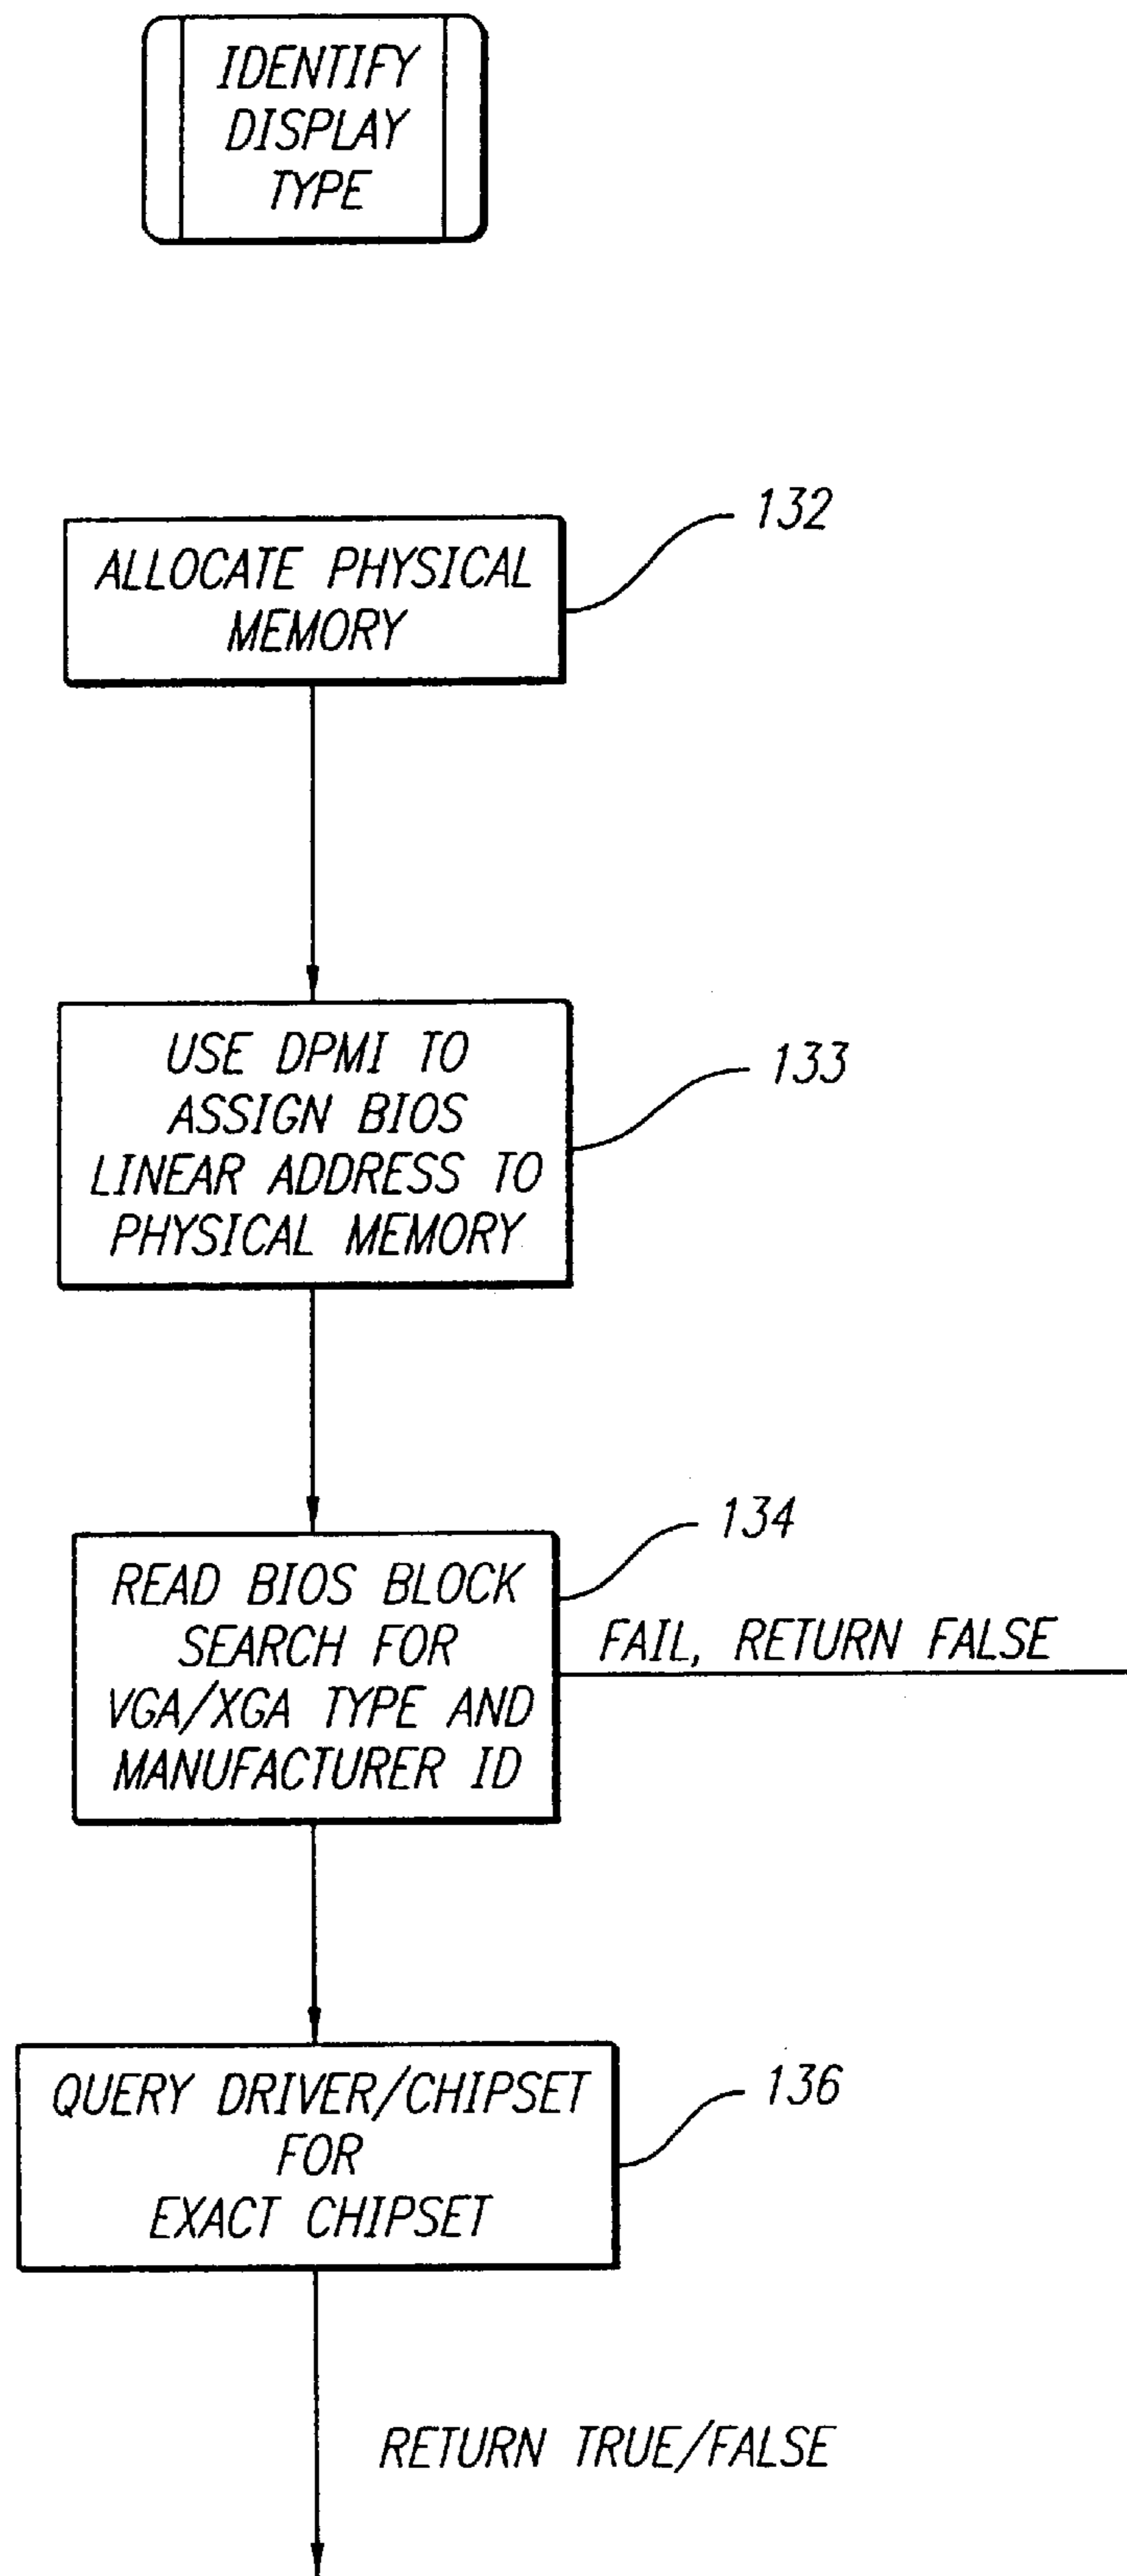 IDENTIFY
DISPLAY
TYPE
132
ALLOCATE PHYSICAL
MEMORY
133
USE DPMI TO
ASSIGN BIOS
LINEAR ADDRESS TO
PHYSICAL MEMORY
134
READ BIOS BLOCK
SEARCH FOR
VGA/XGA TYPE AND
MANUFACTURER ID
FAIL, RETURN FALSE
136
QUERY DRIVER/CHIPSET
FOR
EXACT CHIPSET
RETURN TRUE/FALSE